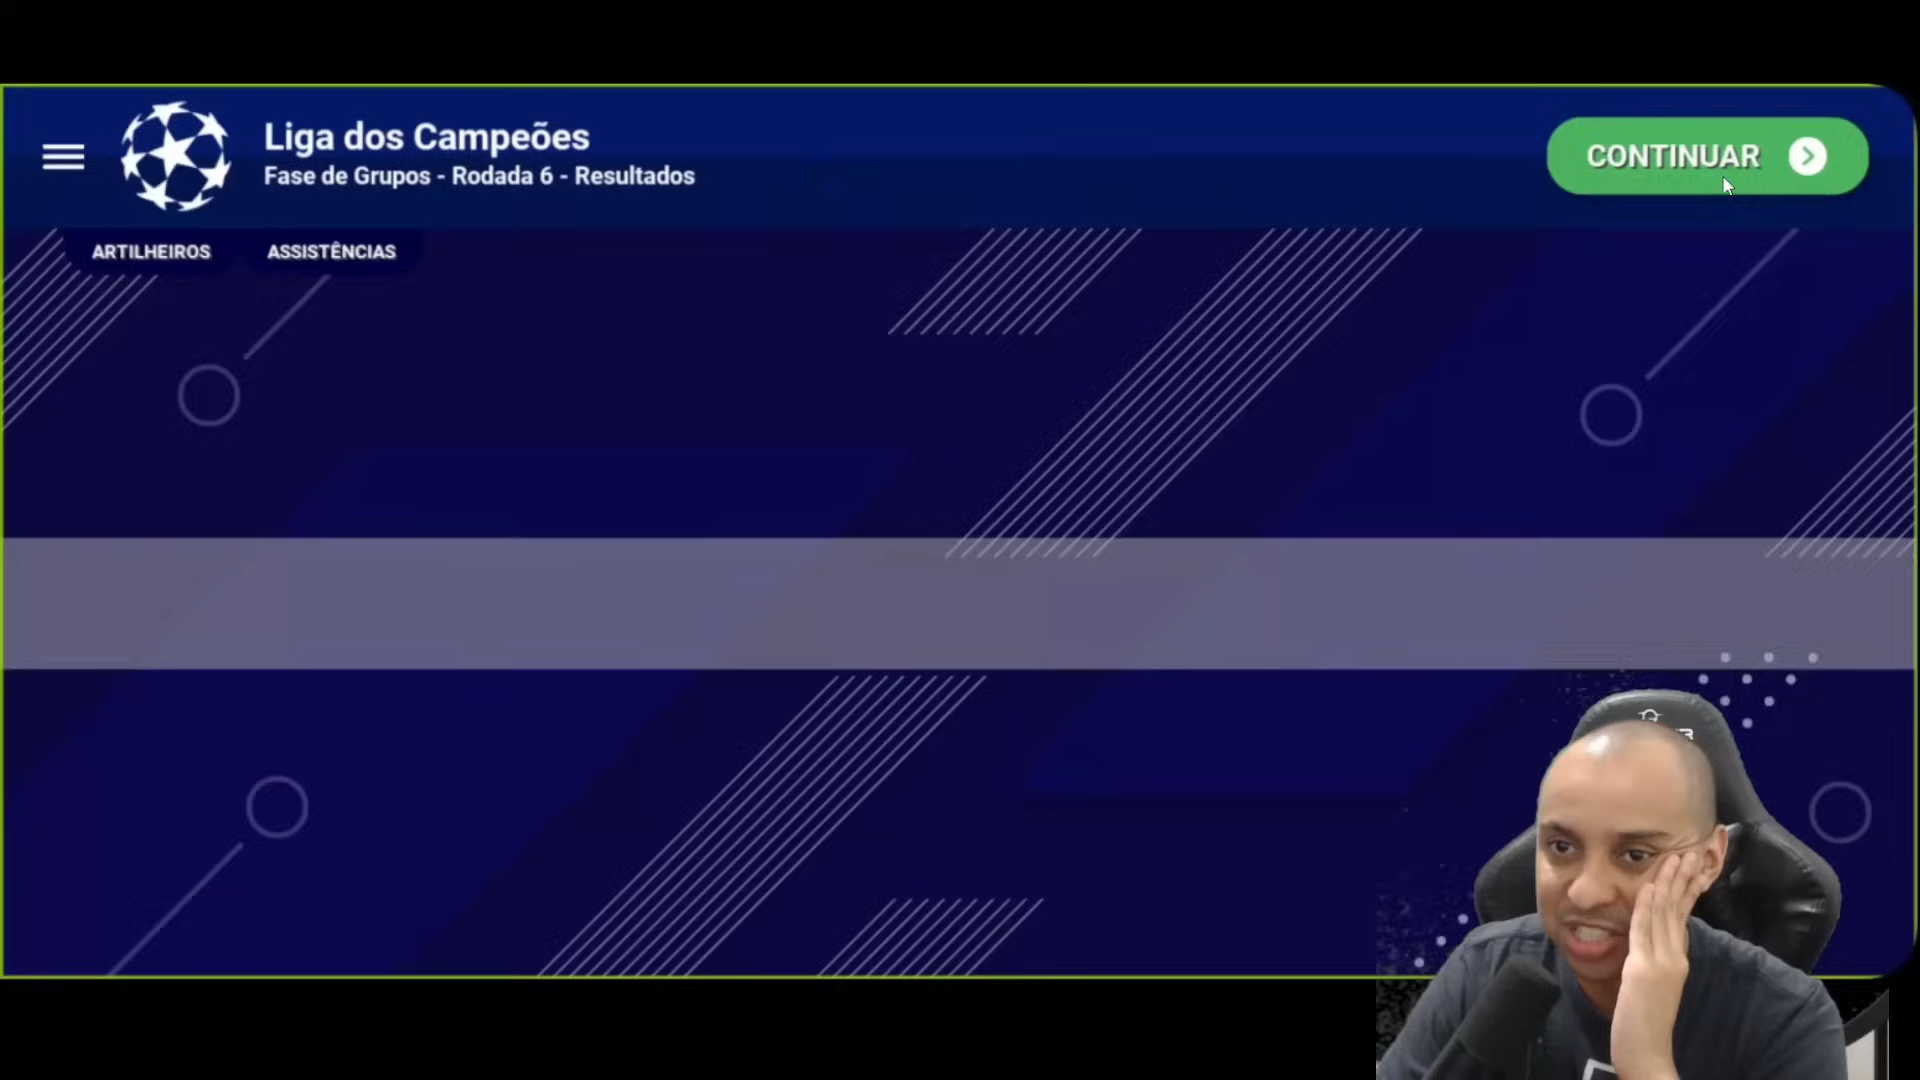 Liga dos Campeões
Fase de Grupos - Rodada 6 - Resultados
CONTINUAR
ARTILHEIROS
ASSISTÊNCIAS